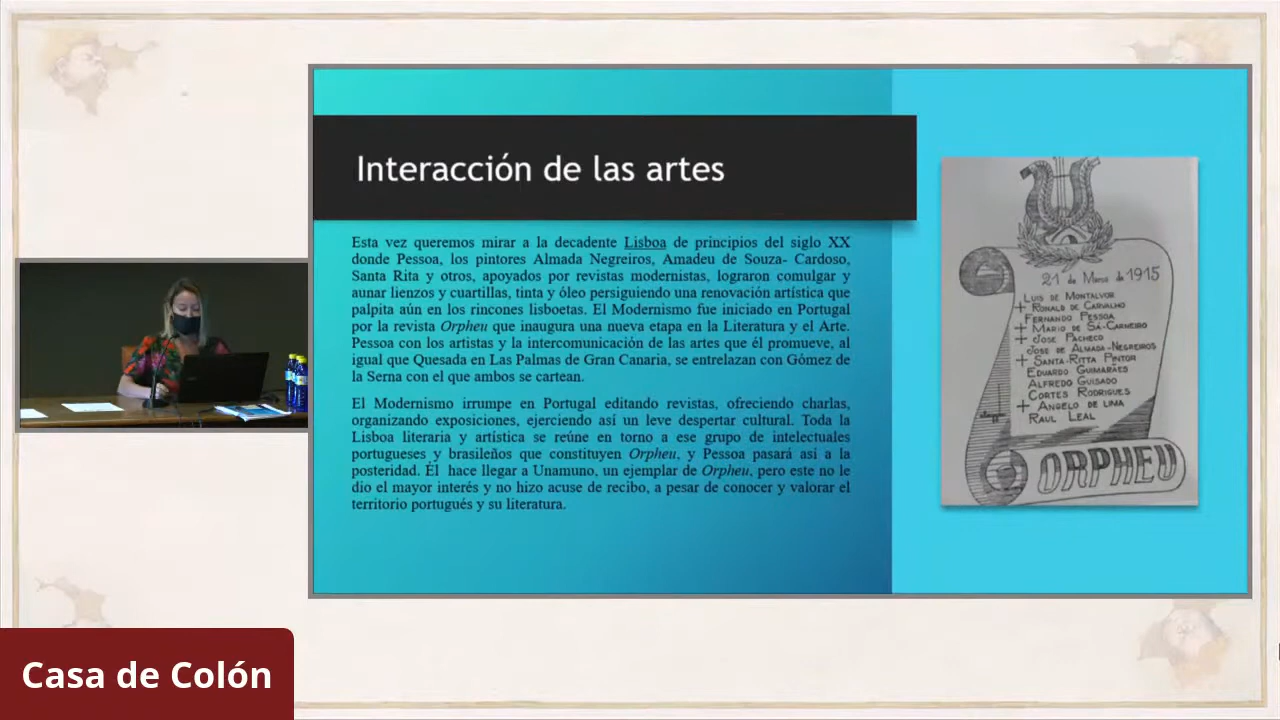 Interacción de las artes
Esta vez queremos mirar a la decadente Lisboa de principios del siglo XX
donde Pessoa, los pintores Almada Negreiros, Amadeu de Souza- Cardoso,
Santa Rita y otros, apoyados por revistas modernistas, lograron comulgar y
aunar lienzos y cuartillas, tinta y óleo persiguiendo una renovación artística que
palpita aún en los rincones lisboetas. El Modernismo fue iniciado en Portugal
por la revista Orpheu que inaugura una nueva etapa en la Literatura y el Arte.
Pessoa con los artistas y la intercomunicación de las artes que él promueve, al
igual que Quesada en Las Palmas de Gran Canaria, se entrelazan con Gómez de
la Serna con el que ambos se cartean.
El Modernismo irrumpe en Portugal editando revistas, ofreciendo charlas,
organizando exposiciones, ejerciendo así un leve despertar cultural. Toda la
Lisboa literaria y artística se reúne en torno a ese grupo de intelectuales
portugueses y brasileños que constituyen Orpheu, y Pessoa pasará así a la
posteridad. Él hace llegar a Unamuno, un ejemplar de Orpheu, pero este no le
dio el mayor interés y no hizo acuse de recibo, a pesar de conocer y valorar el
territorio portugués y su literatura.
21 de Março de 1915
LUIS DE MONTALVOR
+ RONALD DE CARVALHO
FERNANDO PESSOA
+ MARIO DE SÁ-CARNEIRO
+ JOSE PACHECO
JOSE DE ALMADA-NEGREIROS
+ SANTA-RITTA PINTOR
EDUARDO GUIMARÃES
ALFREDO GUISADO
CORTES RODRIGUES
+ ANGELO DE LIMA
RAUL LEAL
ORPHEU
Casa de Colón